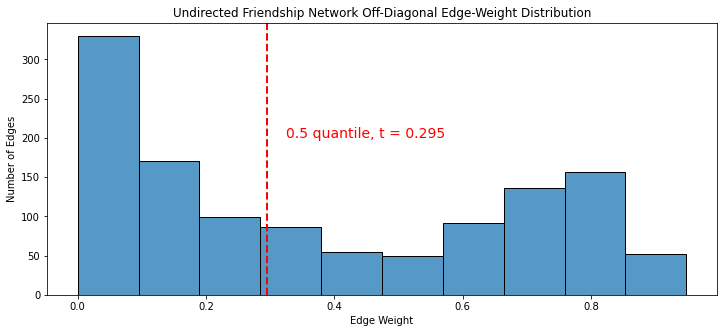 Undirected Friendship Network Off-Diagonal Edge-Weight Distribution
Number of Edges
300
250
200
150
100
50
0
0.5 quantile, t = 0.295
0.0 0.2 0.4 0.6 0.8
Edge Weight